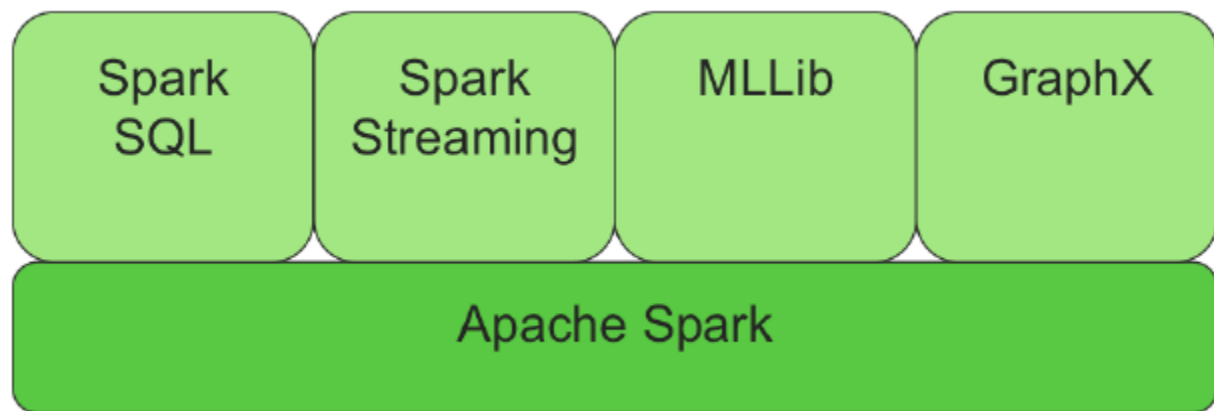 Spark
SQL
Spark
Streaming
MLLib
GraphX
Apache Spark